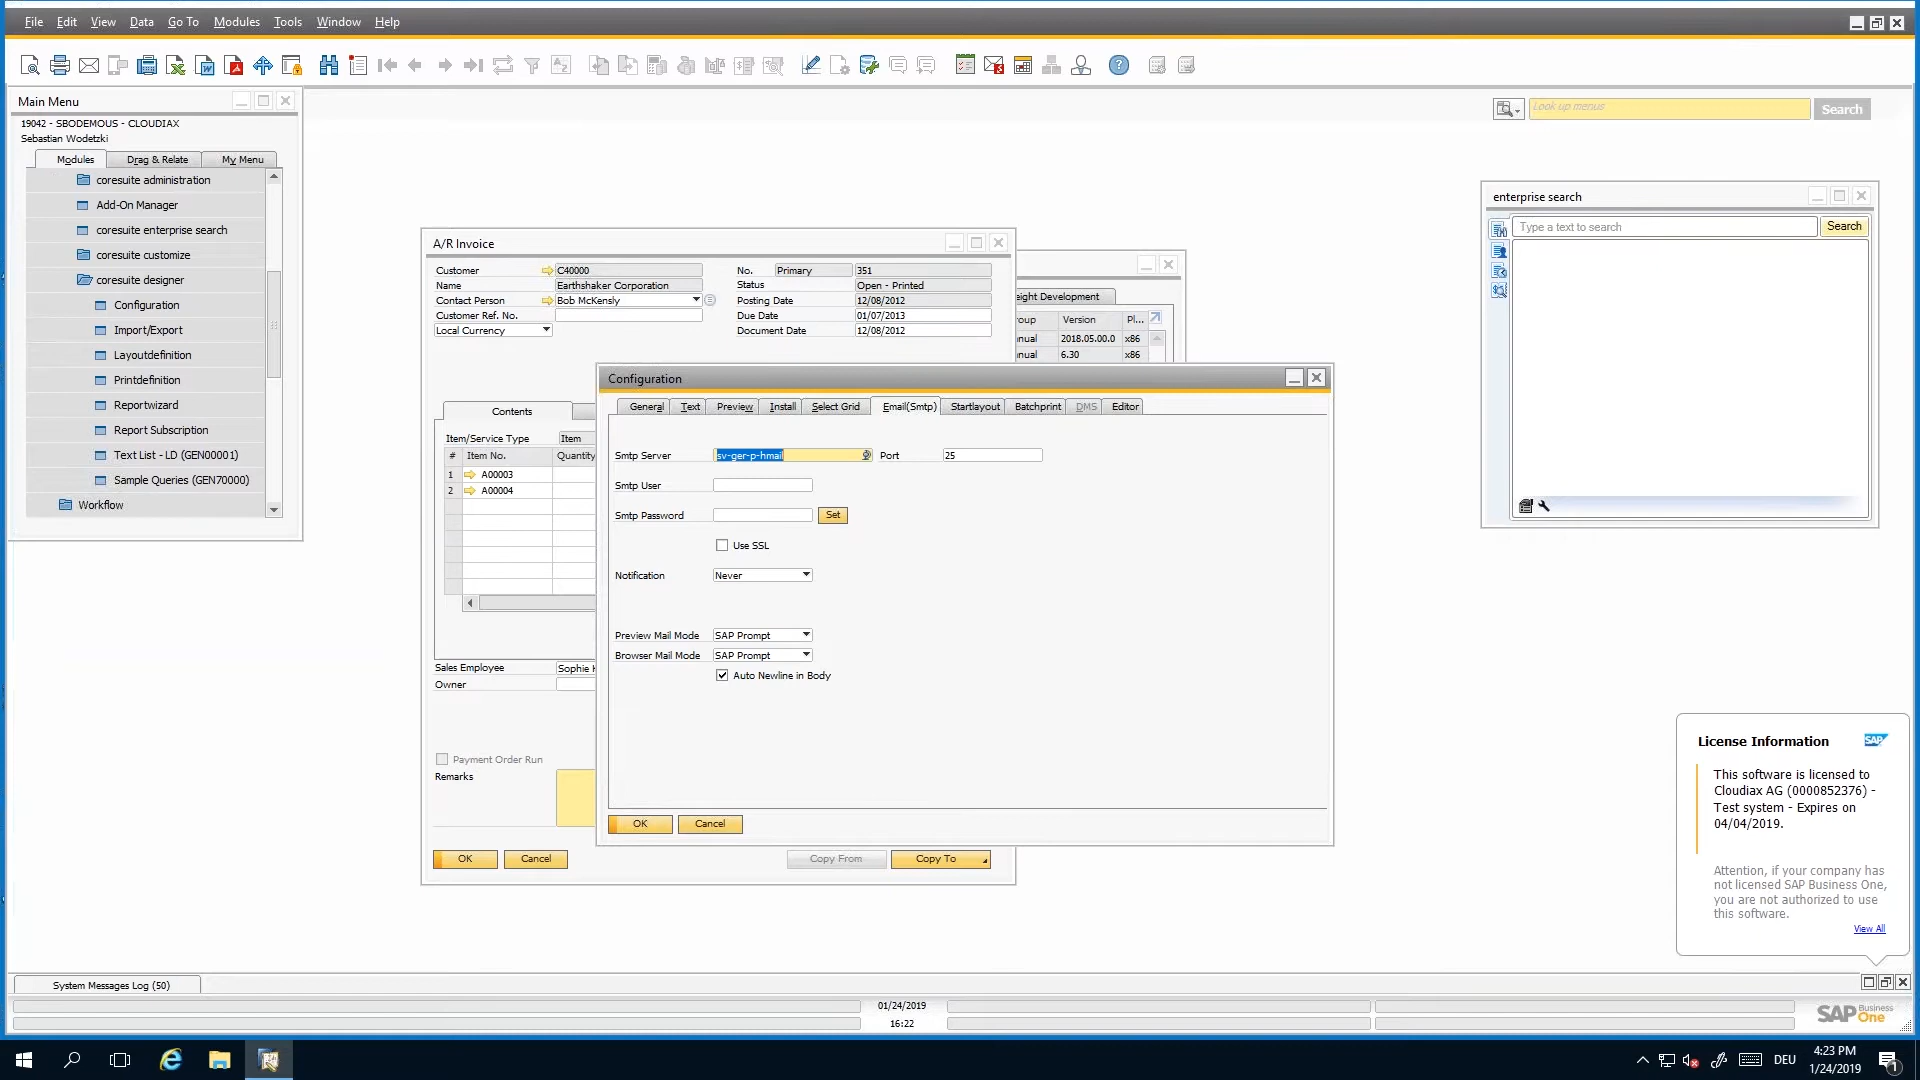 File Edit View Data Go To Modules Tools Window Help
Main Menu
19042 - SBODEMOUS - CLOUDIAX
Sebastian Wodetzki
Modules Drag & Relate My Menu
coresuite administration
Add-On Manager
coresuite enterprise search
coresuite customize
coresuite designer
Configuration
Import/Export
Layoutdefinition
Printdefinition
Reportwizard
Report Subscription
Text List - LD (GEN00001)
Sample Queries (GEN70000)
Workflow
Look up menus Search
enterprise search
Type a text to search Search
A/R Invoice
Customer C40000
Name Earthshaker Corporation
Contact Person Bob McKensly
Customer Ref. No.
Local Currency
No. Primary 351
Status Open - Printed
Posting Date 12/08/2012
Due Date 01/07/2013
Document Date 12/08/2012
eight Development
oup Version Pl...
nual 2018.05.00.0 x86
nual 6.30 x86
Contents
Item/Service Type Item
# Item No. Quantity
1 A00003
2 A00004
Sales Employee Sophie
Owner
Payment Order Run
Remarks
OK Cancel Copy From Copy To
Configuration
General Text Preview Install Select Grid Email(Smtp) Startlayout Batchprint DMS Editor
Smtp Server sv-ger-p-hmail Port 25
Smtp User
Smtp Password Set
Use SSL
Notification Never
Preview Mail Mode SAP Prompt
Browser Mail Mode SAP Prompt
Auto Newline in Body
OK Cancel
License Information SAP
This software is licensed to
Cloudiax AG (0000852376) -
Test system - Expires on
04/04/2019.
Attention, if your company has
not licensed SAP Business One,
you are not authorized to use
this software.
View All
System Messages Log (50)
01/24/2019
16:22
SAP Business One
DEU
4:23 PM
1/24/2019
1